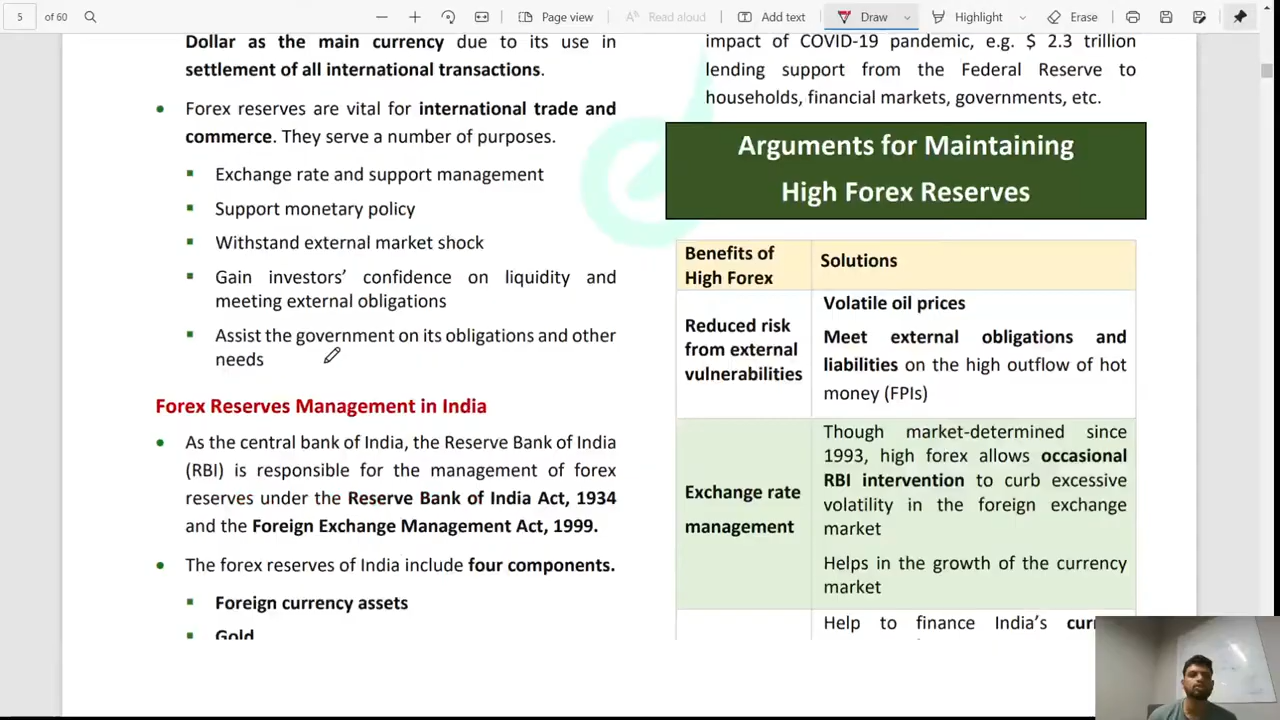 5 of 60 Page view Read aloud Add text Draw Highlight Erase
Dollar as the main currency due to its use in
settlement of all international transactions.
Forex reserves are vital for international trade and
commerce. They serve a number of purposes.
Exchange rate and support management
Support monetary policy
Withstand external market shock
Gain investors’ confidence on liquidity and
meeting external obligations
Assist the government on its obligations and other
needs
Forex Reserves Management in India
As the central bank of India, the Reserve Bank of India
(RBI) is responsible for the management of forex
reserves under the Reserve Bank of India Act, 1934
and the Foreign Exchange Management Act, 1999.
The forex reserves of India include four components.
Foreign currency assets
Gold
impact of COVID-19 pandemic, e.g. $ 2.3 trillion
lending support from the Federal Reserve to
households, financial markets, governments, etc.
Arguments for Maintaining
High Forex Reserves
Benefits of
High Forex
Solutions
Reduced risk
from external
vulnerabilities
Volatile oil prices
Meet external obligations and
liabilities on the high outflow of hot
money (FPIs)
Exchange rate
management
Though market-determined since
1993, high forex allows occasional
RBI intervention to curb excessive
volatility in the foreign exchange
market
Helps in the growth of the currency
market
Help to finance India’s